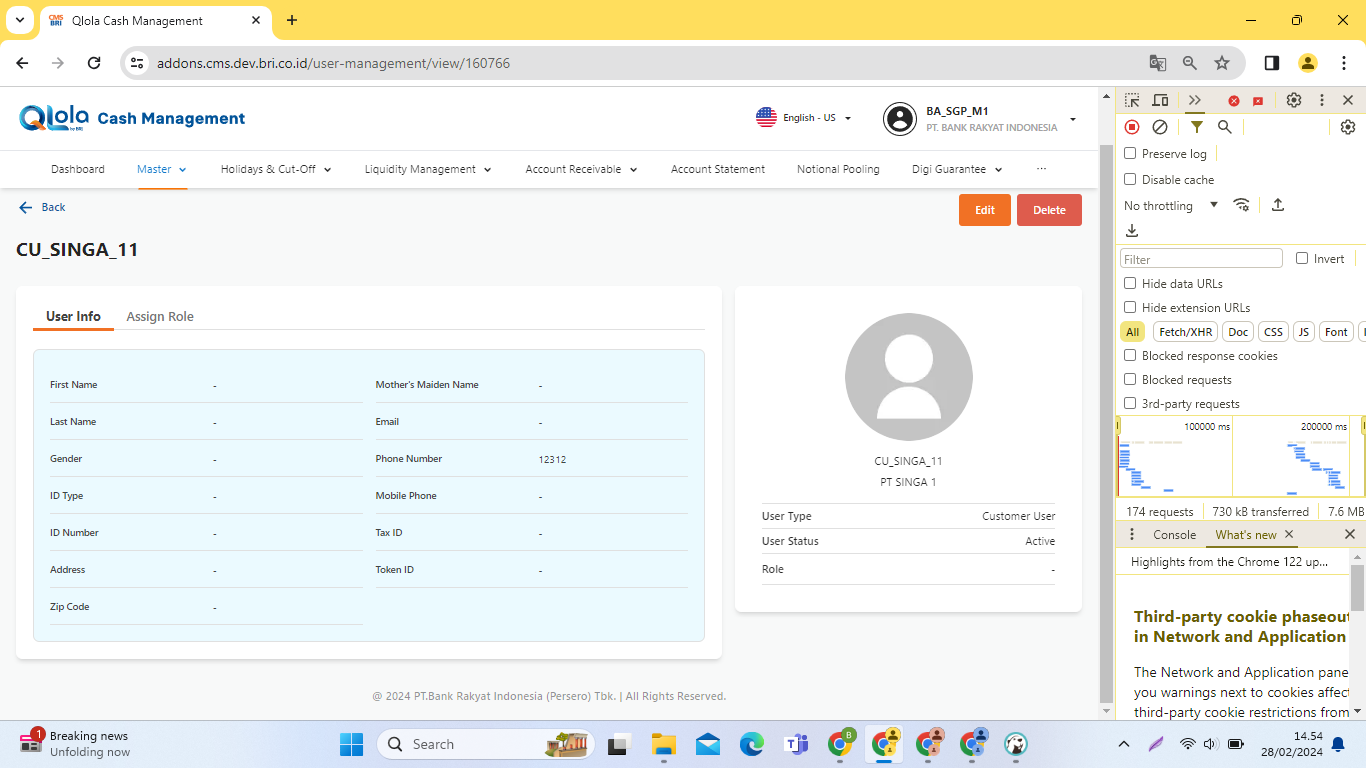 Qlola Cash Management
addons.cms.dev.bri.co.id/user-management/view/160766
Qlola by BRI Cash Management
English - US
BA_SGP_M1
PT. BANK RAKYAT INDONESIA
Dashboard Master Holidays & Cut-Off Liquidity Management Account Receivable Account Statement Notional Pooling Digi Guarantee ...
Back
Edit Delete
CU_SINGA_11
User Info Assign Role
First Name - Mother's Maiden Name -
Last Name - Email -
Gender - Phone Number 12312
ID Type - Mobile Phone -
ID Number - Tax ID -
Address - Token ID -
Zip Code -
CU_SINGA_11
PT SINGA 1
User Type Customer User
User Status Active
Role -
@ 2024 PT.Bank Rakyat Indonesia (Persero) Tbk. | All Rights Reserved.
Preserve log
Disable cache
No throttling
Filter Invert
Hide data URLs
Hide extension URLs
All Fetch/XHR Doc CSS JS Font
Blocked response cookies
Blocked requests
3rd-party requests
100000 ms 200000 ms
174 requests 730 kB transferred 7.6 MB
Console What's new
Highlights from the Chrome 122 up...
Third-party cookie phaseout
in Network and Application
The Network and Application pane
you warnings next to cookies affec
third-party cookie restrictions from
1
Breaking news
Unfolding now
Search
B
14.54
28/02/2024